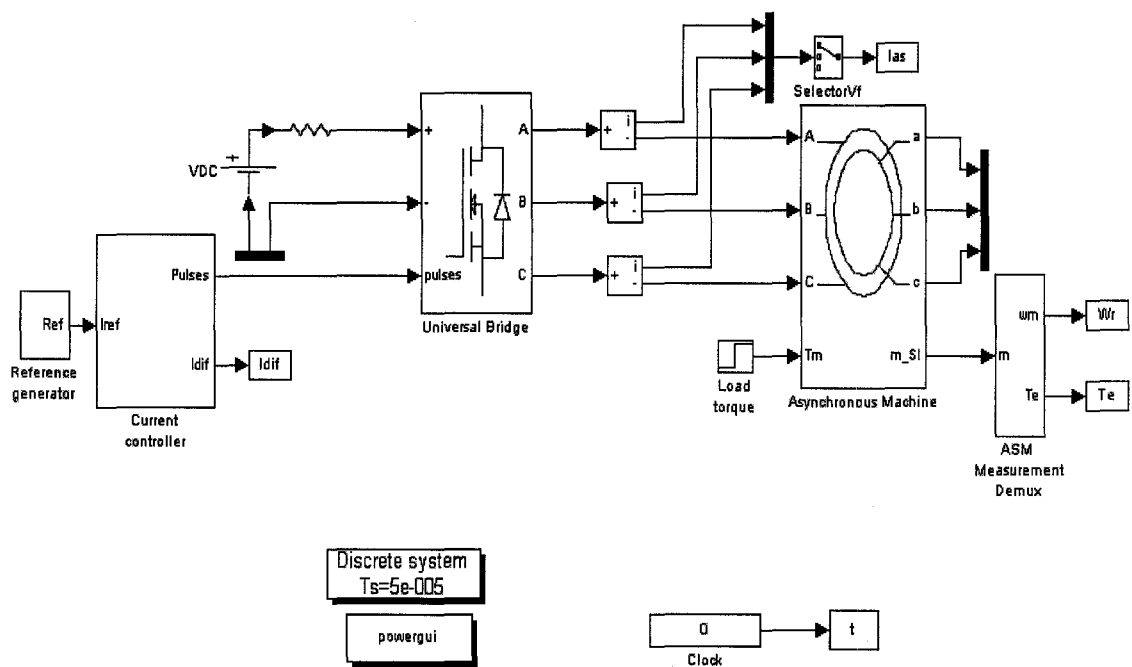 Ias
SelectorVf
+
VDC
+
-
pulses
A
B
C
Universal Bridge
+
i
-
+
i
-
+
i
-
A
B
C
Tm
a
b
c
m_SI
Asynchronous Machine
Load
torque
Ref
Reference
generator
Iref
Pulses
Idif
Current
controller
Idif
m
wm
Te
ASM
Measurement
Demux
Wr
Te
Discrete system
Ts=5e-005
powergui
0
Clock
t